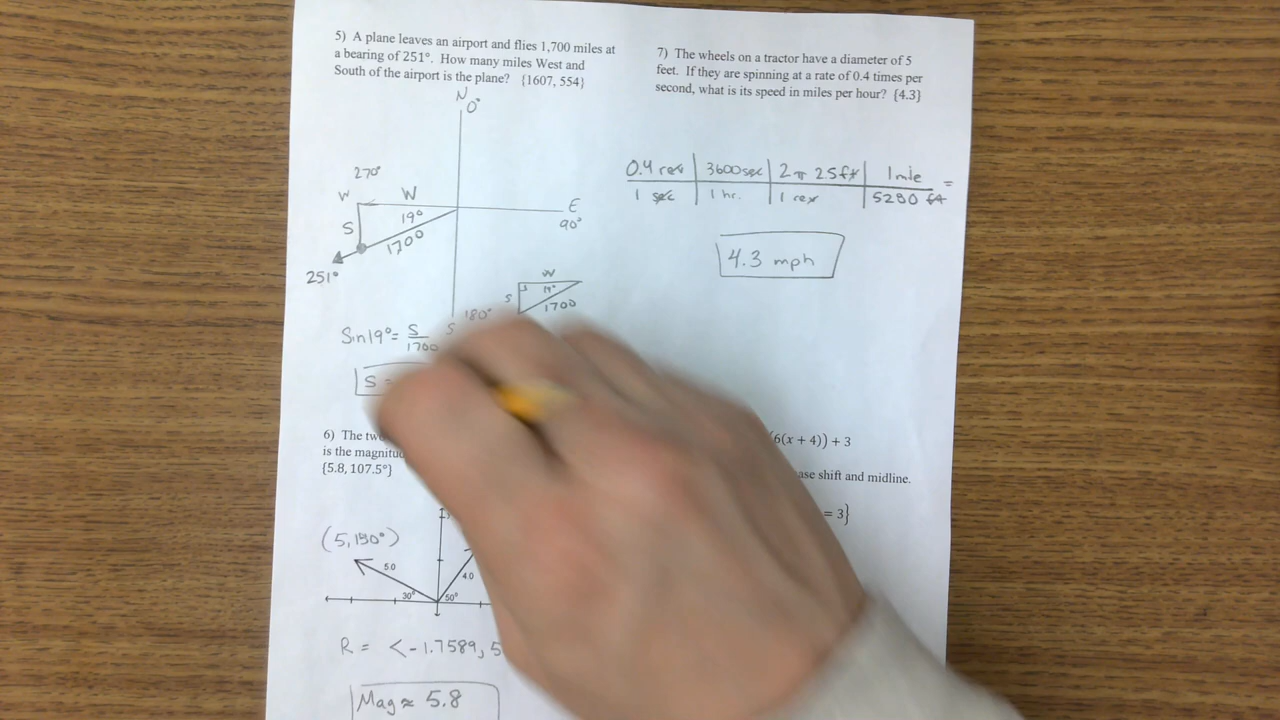 5) A plane leaves an airport and flies 1,700 miles at
a bearing of 251°. How many miles West and
South of the airport is the plane? {1607, 554}
N
0°
270°
W W
19°
S
1700
E
90°
251°
W
S 19°
1700
180°
S
Sin19° = S/1700
S =
6) The two
is the magnitud
{5.8, 107.5°}
(5,150°)
5.0
4.0
30° 50°
R = <-1.7589, 5
Mag ≈ 5.8
7) The wheels on a tractor have a diameter of 5
feet. If they are spinning at a rate of 0.4 times per
second, what is its speed in miles per hour? {4.3}
0.4 rev | 3600 sec | 2π 2.5 ft | 1 mile =
1 sec | 1 hr. | 1 rev | 5280 ft
4.3 mph
6(x + 4)) + 3
ase shift and midline.
= 3}